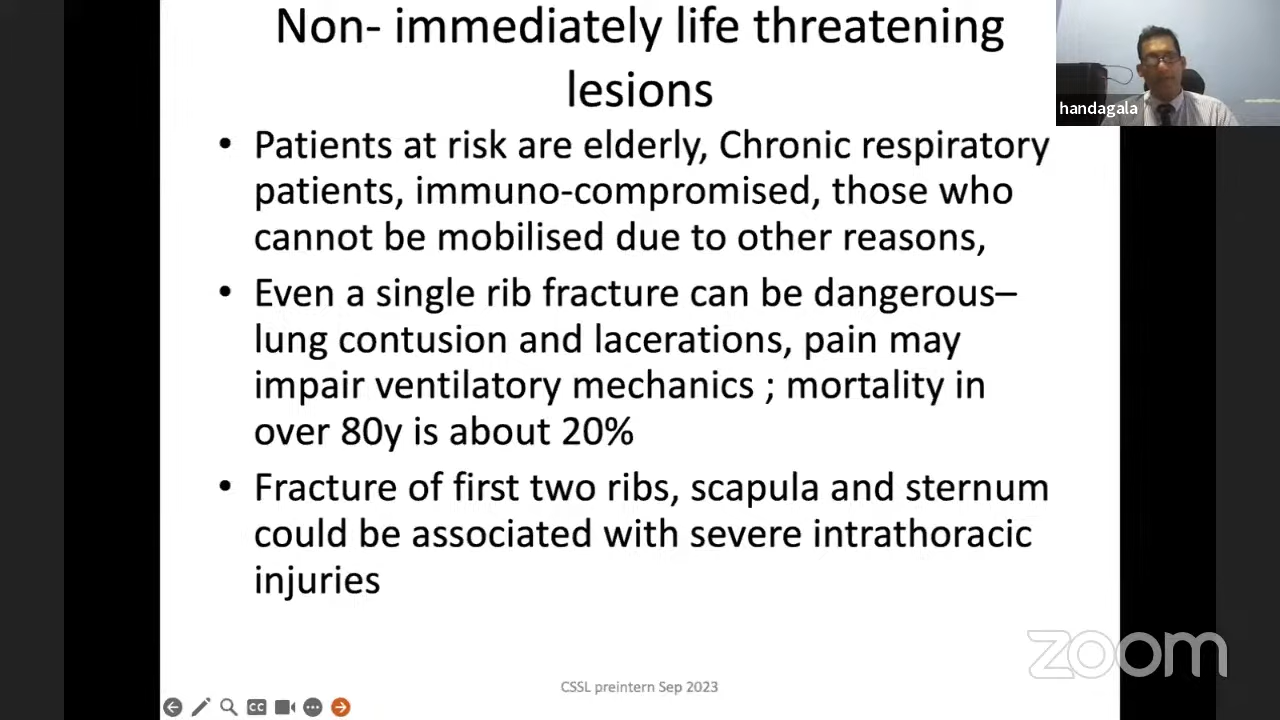 Non- immediately life threatening
lesions
handagala
• Patients at risk are elderly, Chronic respiratory
patients, immuno-compromised, those who
cannot be mobilised due to other reasons,
• Even a single rib fracture can be dangerous–
lung contusion and lacerations, pain may
impair ventilatory mechanics ; mortality in
over 80y is about 20%
• Fracture of first two ribs, scapula and sternum
could be associated with severe intrathoracic
injuries
zoom
CSSL preintern Sep 2023
CC